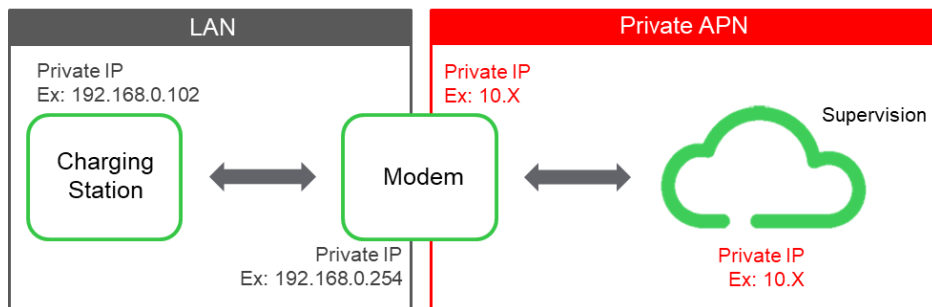 LAN
Private APN
Private IP
Ex: 192.168.0.102
Private IP
Ex: 10.X
Supervision
Charging
Station
Modem
Private IP
Ex: 192.168.0.254
Private IP
Ex: 10.X